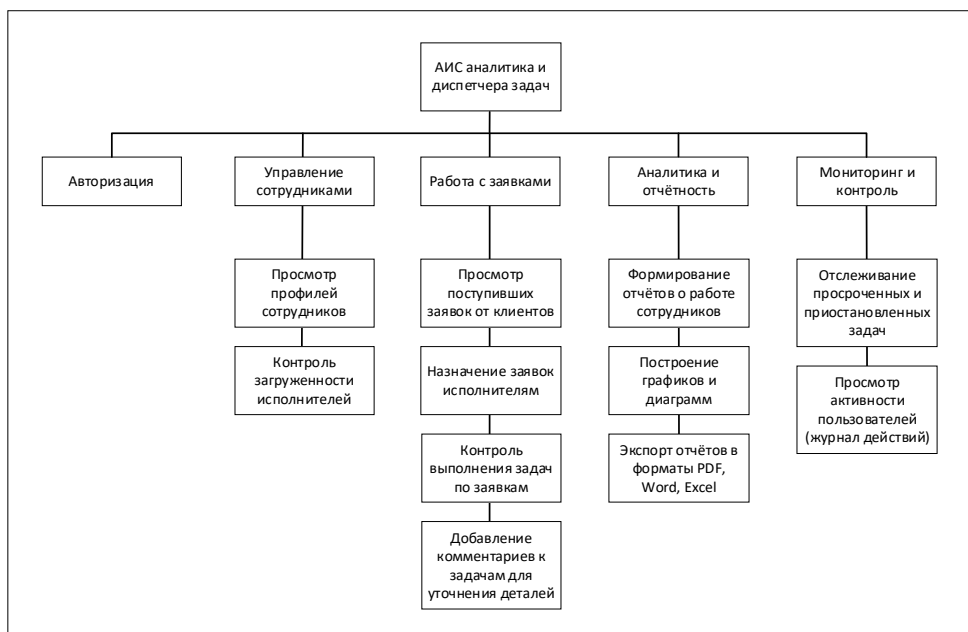 АИС аналитика и
диспетчера задач
Авторизация
Управление
сотрудниками
Работа с заявками
Аналитика и
отчётность
Мониторинг и
контроль
Просмотр
профилей
сотрудников
Контроль
загруженности
исполнителей
Просмотр
поступивших
заявок от клиентов
Назначение заявок
исполнителям
Контроль
выполнения задач
по заявкам
Добавление
комментариев к
задачам для
уточнения деталей
Формирование
отчётов о работе
сотрудников
Построение
графиков и
диаграмм
Экспорт отчётов в
форматы PDF,
Word, Excel
Отслеживание
просроченных и
приостановленных
задач
Просмотр
активности
пользователей
(журнал действий)